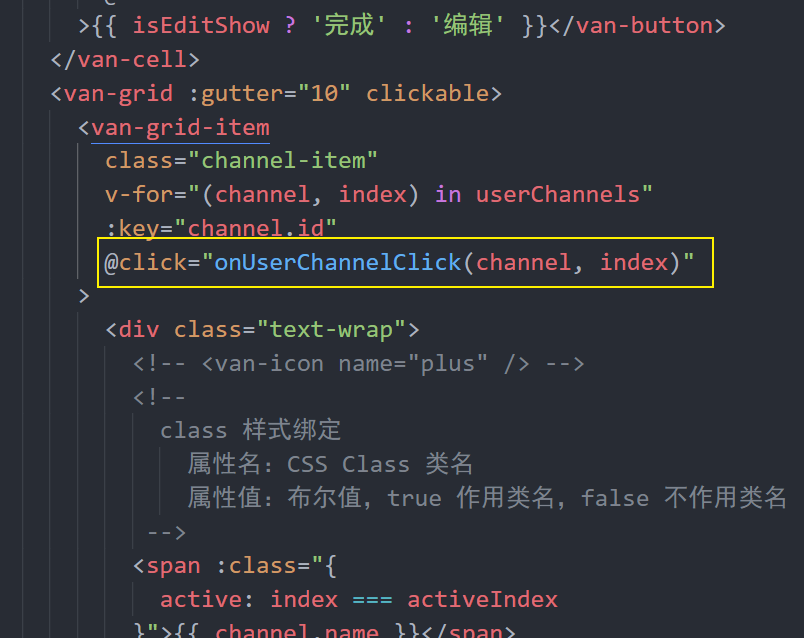 >{{ isEditShow ? '完成' : '编辑' }}</van-button>
</van-cell>
<van-grid :gutter="10" clickable>
<van-grid-item
class="channel-item"
v-for="(channel, index) in userChannels"
:key="channel.id"
@click="onUserChannelClick(channel, index)"
>
<div class="text-wrap">
<!-- <van-icon name="plus" /> -->
<!--
class 样式绑定
属性名：CSS Class 类名
属性值：布尔值，true 作用类名，false 不作用类名
-->
<span :class="{
active: index === activeIndex
}">{{ channel.name }}</span>